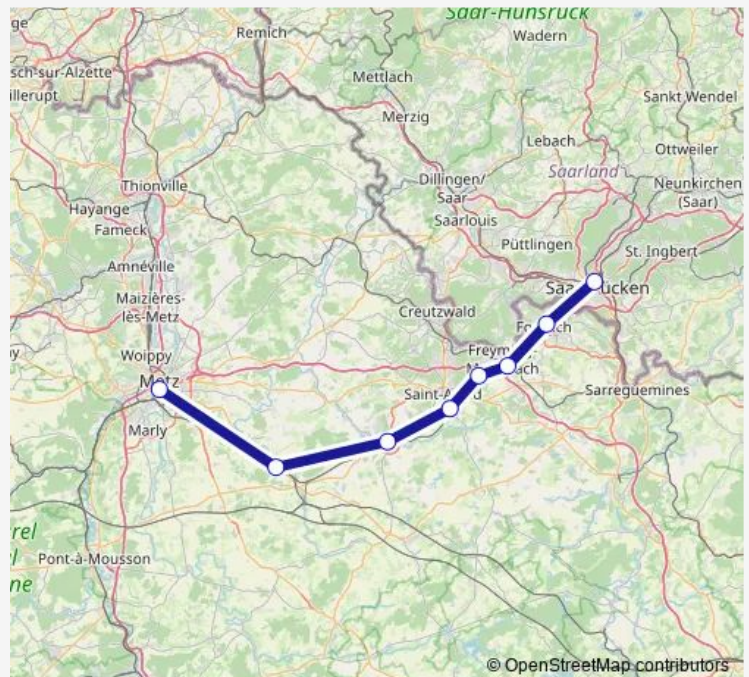 Saar-Hunsrück
Remich
Wadern
sch-sur-Alzette
Mettlach
illerupt
Sankt Wendel
Merzig
Lebach
Ottweiler
Thionville
Dillingen/
Saar
Saarland
Neunkirchen
(Saar)
Hayange
Saarlouis
Fameck
Püttlingen
St. Ingbert
Amnéville
Maizières-
lès-Metz
Creutzwald
Woippy
Metz
Sarreguemines
Marly
Pont-à-Mousson
© OpenStreetMap contributors